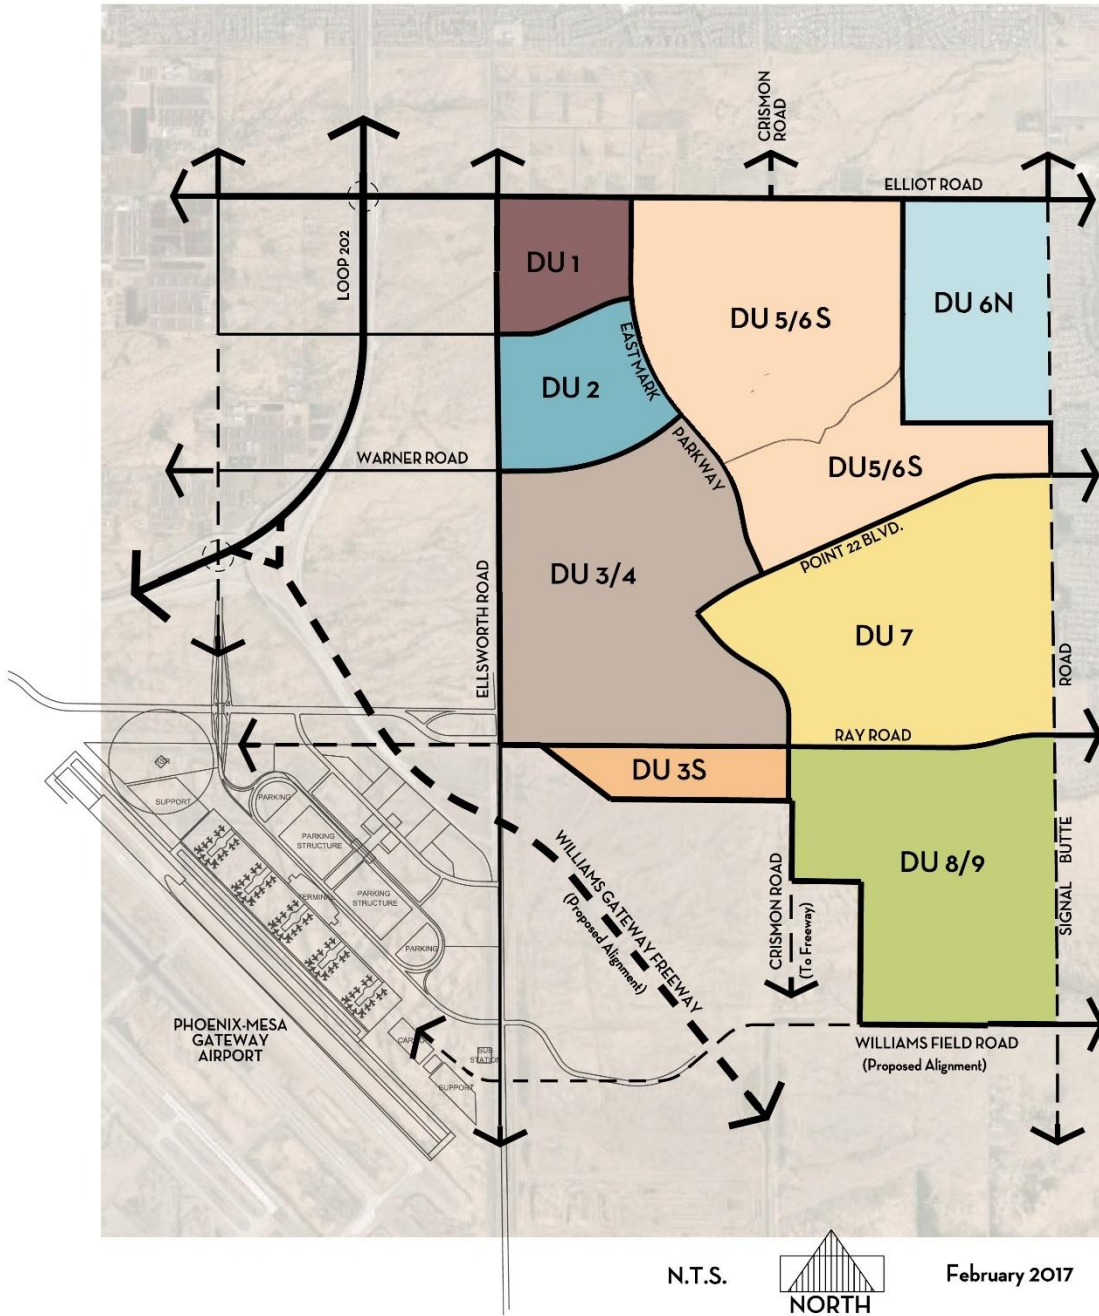 CRISMON
ROAD
ELLIOT ROAD
LOOP 202
DU 1
DU 5/6S
DU 6N
EASTMARK
PARKWAY
DU 2
WARNER ROAD
DU5/6S
POINT 22 BLVD.
DU 3/4
ELLSWORTH ROAD
DU 7
ROAD
RAY ROAD
DU 3S
SUPPORT
PARKING
PARKING
STRUCTURE
PARKING
STRUCTURE
TERMINAL
PARKING
WILLIAMS GATEWAY FREEWAY
(Proposed Alignment)
CRISMON ROAD
(To Freeway)
DU 8/9
SIGNAL BUTTE
PHOENIX-MESA
GATEWAY
AIRPORT
SUB
STATION
SUPPORT
WILLIAMS FIELD ROAD
(Proposed Alignment)
N.T.S.
NORTH
February 2017